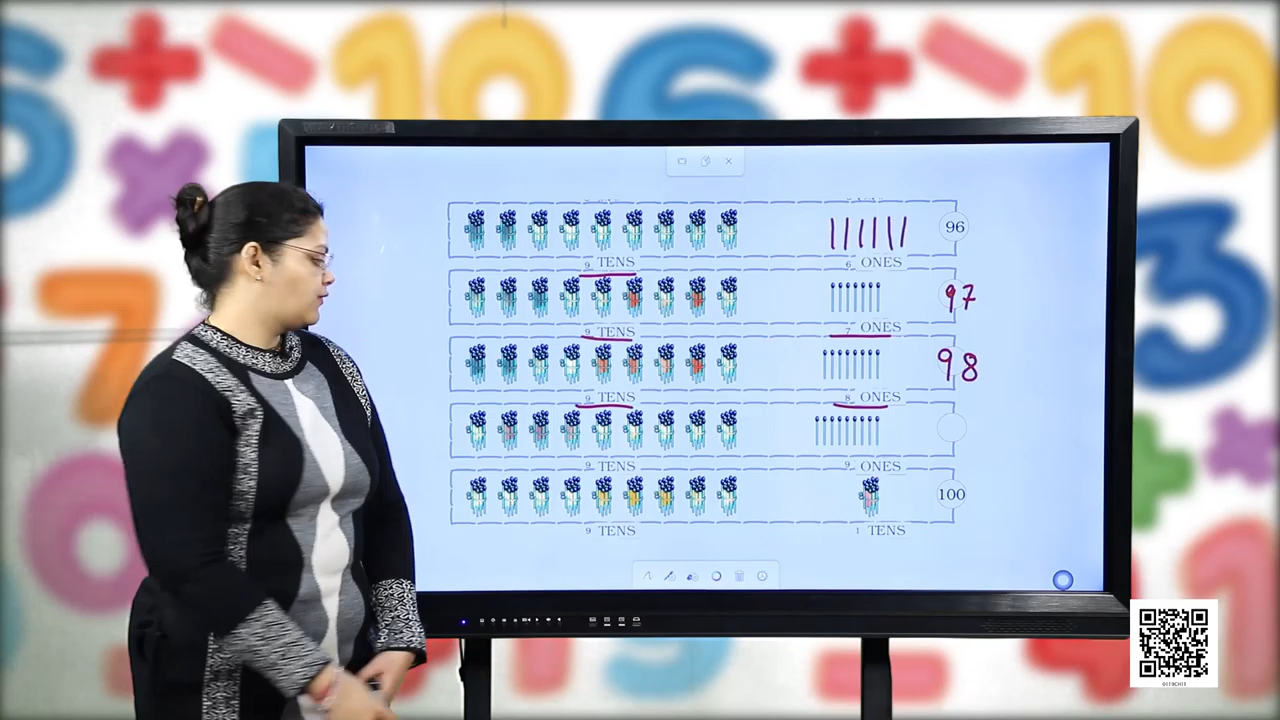 96
9 TENS 6 ONES
97
9 TENS 7 ONES
98
9 TENS 8 ONES
9 TENS 9 ONES
100
9 TENS 1 TENS
0119CH11